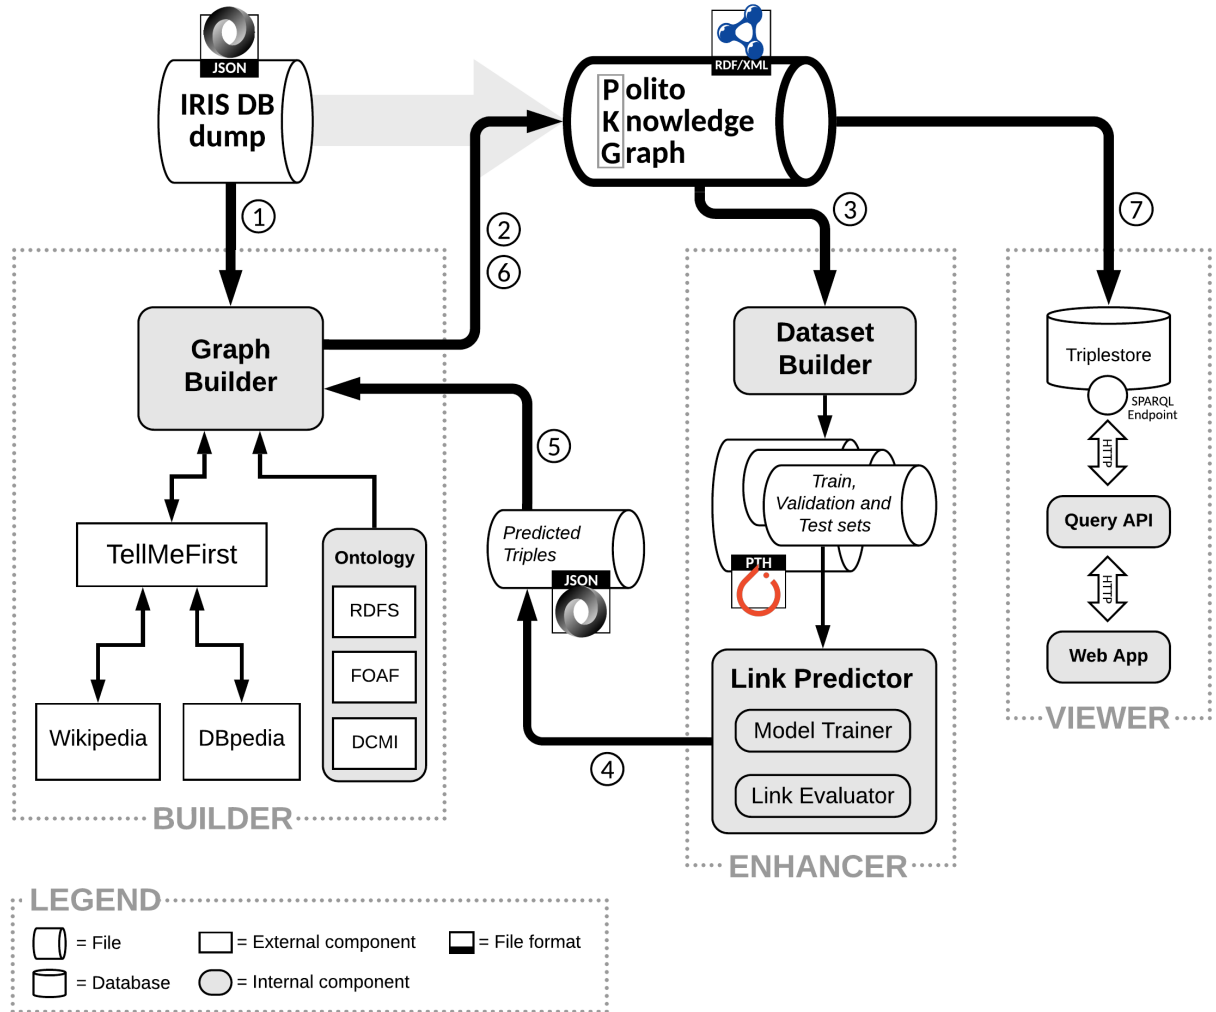 JSON
IRIS DB
dump
RDF/XML
Polito
Knowledge
Graph
1
2
6
3
7
Graph
Builder
Dataset
Builder
Triplestore
SPARQL
Endpoint
HTTP
5
Train,
Validation and
Test sets
Predicted
Triples
JSON
PTH
TellMeFirst
Ontology
RDFS
FOAF
DCMI
Wikipedia
DBpedia
Query API
HTTP
Web App
VIEWER
Link Predictor
Model Trainer
Link Evaluator
4
BUILDER
ENHANCER
LEGEND
= File
= External component
= File format
= Database
= Internal component